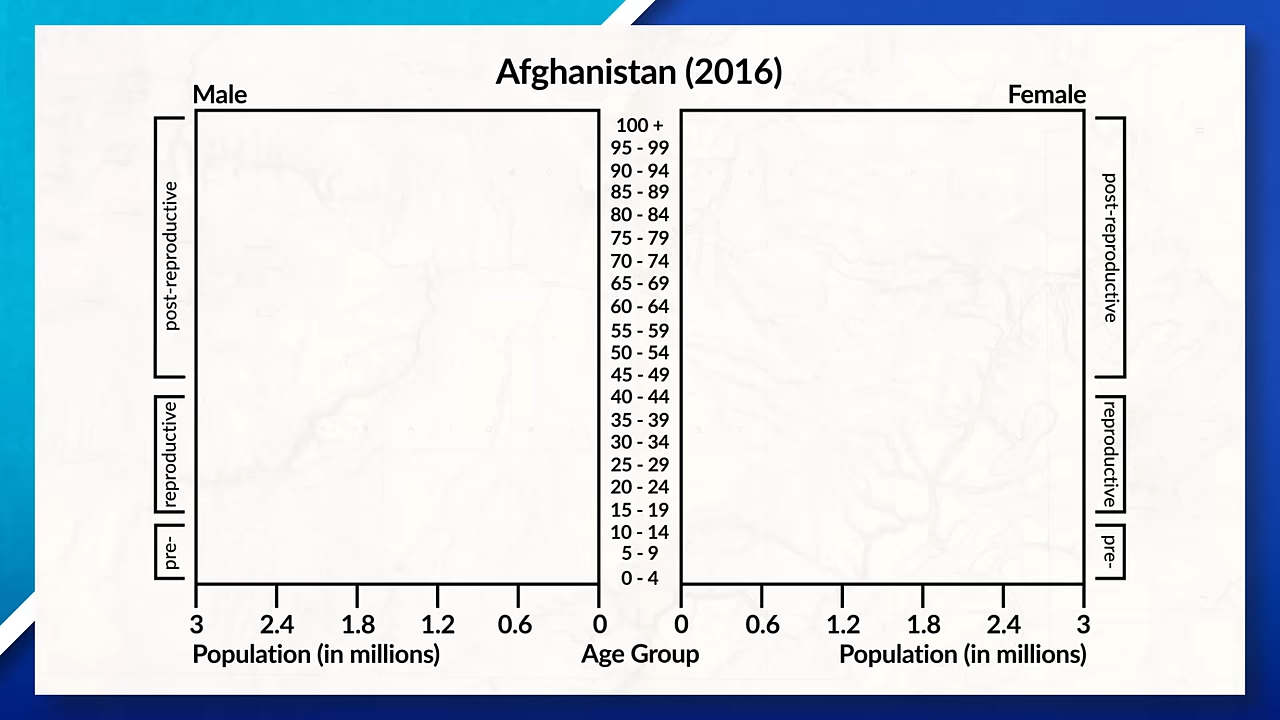 Afghanistan (2016)
Male
Female
100 +
95 - 99
90 - 94
85 - 89
80 - 84
75 - 79
70 - 74
65 - 69
60 - 64
55 - 59
50 - 54
45 - 49
40 - 44
35 - 39
30 - 34
25 - 29
20 - 24
15 - 19
10 - 14
5 - 9
0 - 4
post-reproductive
reproductive
pre-
post-reproductive
reproductive
pre-
3 2.4 1.8 1.2 0.6 0
0 0.6 1.2 1.8 2.4 3
Population (in millions)
Age Group
Population (in millions)